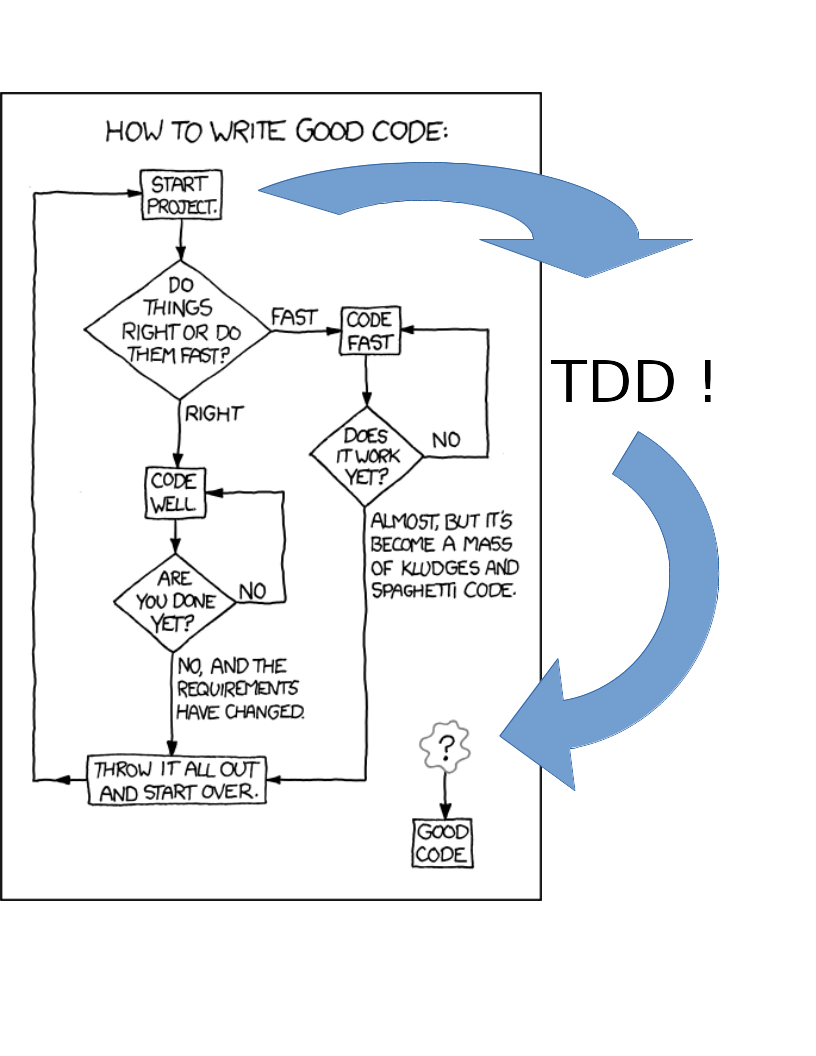 HOW TO WRITE GOOD CODE:
START
PROJECT.
DO
THINGS
RIGHT OR DO
THEM FAST?
FAST
CODE
FAST
RIGHT
DOES
IT WORK
YET?
NO
CODE
WELL
ALMOST, BUT IT'S
BECOME A MASS
OF KLUDGES AND
SPAGHETTI CODE.
ARE
YOU DONE
YET?
NO
NO, AND THE
REQUIREMENTS
HAVE CHANGED.
THROW IT ALL OUT
AND START OVER.
?
GOOD
CODE
TDD !